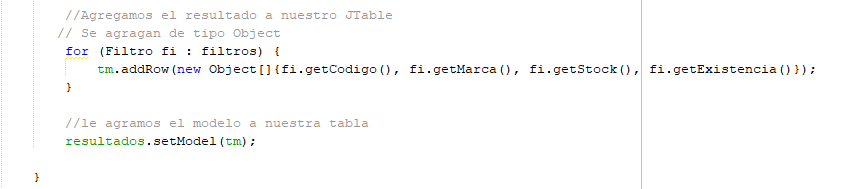 //Agregamos el resultado a nuestro JTable
// Se agragan de tipo Object
for (Filtro fi : filtros) {
tm.addRow(new Object[]{fi.getCodigo(), fi.getMarca(), fi.getStock(), fi.getExistencia()});
}
//le agramos el modelo a nuestra tabla
resultados.setModel(tm);
}